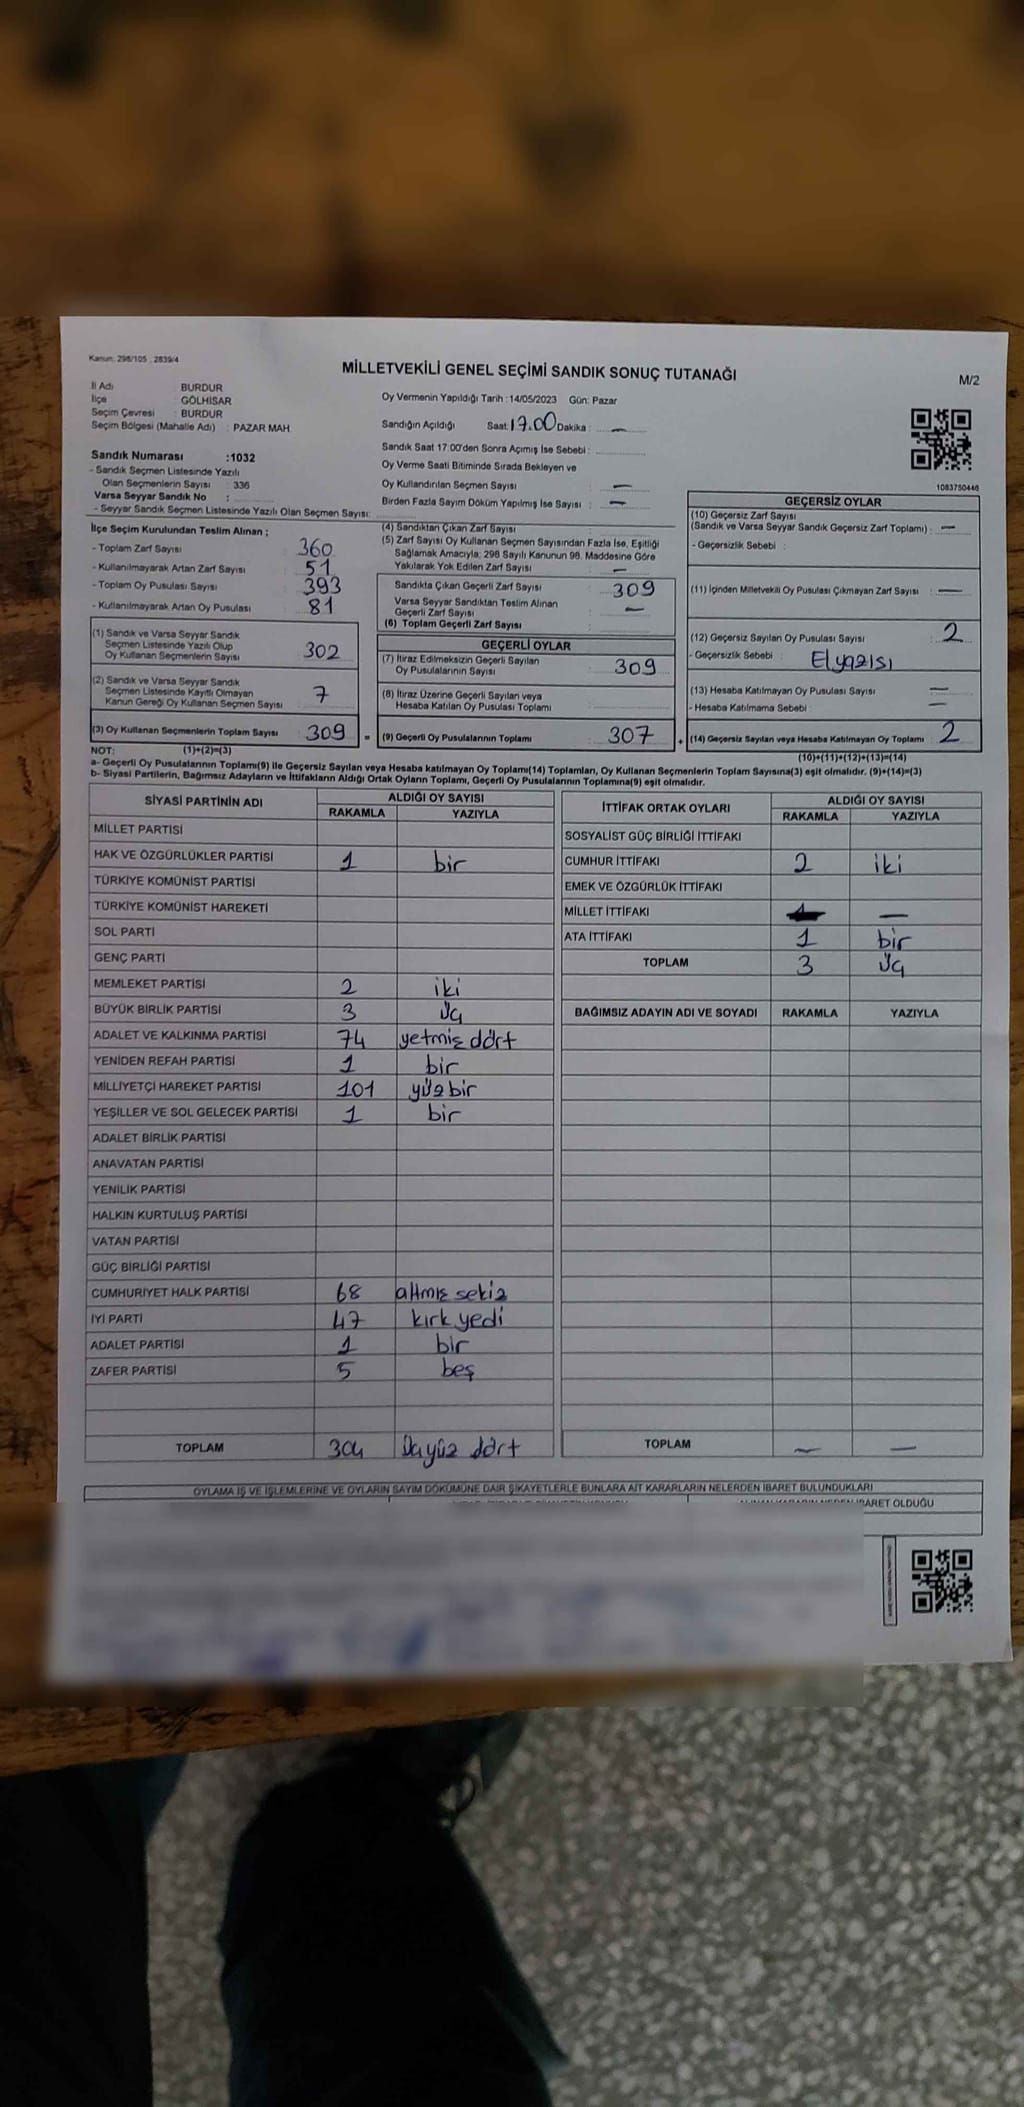 Kanun: 298/105 , 2839/4
MİLLETVEKİLİ GENEL SEÇİMİ SANDIK SONUÇ TUTANAĞI
M/2
İl Adı : BURDUR
İlçe : GÖLHİSAR
Seçim Çevresi : BURDUR
Seçim Bölgesi (Mahalle Adı) : PAZAR MAH.
Sandık Numarası :1032
- Sandık Seçmen Listesinde Yazılı
Olan Seçmenlerin Sayısı : 336
Varsa Seyyar Sandık No :
- Seyyar Sandık Seçmen Listesinde Yazılı Olan Seçmen Sayısı:
Oy Vermenin Yapıldığı Tarih :14/05/2023 Gün: Pazar
Sandığın Açıldığı Saat: 17.00 Dakika : —
Sandık Saat 17:00'den Sonra Açımış İse Sebebi :
Oy Verme Saati Bitiminde Sırada Bekleyen ve
Oy Kullandırılan Seçmen Sayısı : —
Birden Fazla Sayım Döküm Yapılmış İse Sayısı : —
1083750446
İlçe Seçim Kurulundan Teslim Alınan ;
- Toplam Zarf Sayısı : 360
- Kullanılmayarak Artan Zarf Sayısı : 51
- Toplam Oy Pusulası Sayısı : 393
- Kullanılmayarak Artan Oy Pusulası : 81
(1) Sandık ve Varsa Seyyar Sandık
Seçmen Listesinde Yazılı Olup
Oy Kullanan Seçmenlerin Sayısı : 302
(2) Sandık ve Varsa Seyyar Sandık
Seçmen Listesinde Kayıtlı Olmayan
Kanun Gereği Oy Kullanan Seçmen Sayısı : 7
(3) Oy Kullanan Seçmenlerin Toplam Sayısı : 309 =
(4) Sandıktan Çıkan Zarf Sayısı :
(5) Zarf Sayısı Oy Kullanan Seçmen Sayısından Fazla İse, Eşitliği
Sağlamak Amacıyla; 298 Sayılı Kanunun 98. Maddesine Göre
Yakılarak Yok Edilen Zarf Sayısı : —
Sandıkta Çıkan Geçerli Zarf Sayısı : 309
Varsa Seyyar Sandıktan Teslim Alınan
Geçerli Zarf Sayısı : —
(6) Toplam Geçerli Zarf Sayısı :
GEÇERLİ OYLAR
(7) İtiraz Edilmeksizin Geçerli Sayılan
Oy Pusulalarının Sayısı : 309
(8) İtiraz Üzerine Geçerli Sayılan veya
Hesaba Katılan Oy Pusulası Toplamı :
(9) Geçerli Oy Pusulalarının Toplamı : 307 +
GEÇERSİZ OYLAR
(10) Geçersiz Zarf Sayısı
(Sandık ve Varsa Seyyar Sandık Geçersiz Zarf Toplamı) : —
- Geçersizlik Sebebi :
(11) İçinden Milletvekili Oy Pusulası Çıkmayan Zarf Sayısı : —
(12) Geçersiz Sayılan Oy Pusulası Sayısı : 2
- Geçersizlik Sebebi : El yazısı
(13) Hesaba Katılmayan Oy Pusulası Sayısı : —
- Hesaba Katılmama Sebebi : —
(14) Geçersiz Sayılan veya Hesaba Katılmayan Oy Toplamı : 2
NOT: (1)+(2)=(3) (10)+(11)+(12)+(13)=(14)
a- Geçerli Oy Pusulalarının Toplamı(9) ile Geçersiz Sayılan veya Hesaba katılmayan Oy Toplamı(14) Toplamları, Oy Kullanan Seçmenlerin Toplam Sayısına(3) eşit olmalıdır. (9)+(14)=(3)
b- Siyasi Partilerin, Bağımsız Adayların ve İttifakların Aldığı Ortak Oyların Toplamı, Geçerli Oy Pusulalarının Toplamına(9) eşit olmalıdır.
SİYASİ PARTİNİN ADI ALDIĞI OY SAYISI
RAKAMLA YAZIYLA
MİLLET PARTİSİ
HAK VE ÖZGÜRLÜKLER PARTİSİ 1 bir
TÜRKİYE KOMÜNİST PARTİSİ
TÜRKİYE KOMÜNİST HAREKETİ
SOL PARTİ
GENÇ PARTİ
MEMLEKET PARTİSİ 2 iki
BÜYÜK BİRLİK PARTİSİ 3 üç
ADALET VE KALKINMA PARTİSİ 74 yetmiş dört
YENİDEN REFAH PARTİSİ 1 bir
MİLLİYETÇİ HAREKET PARTİSİ 101 yüz bir
YEŞİLLER VE SOL GELECEK PARTİSİ 1 bir
ADALET BİRLİK PARTİSİ
ANAVATAN PARTİSİ
YENİLİK PARTİSİ
HALKIN KURTULUŞ PARTİSİ
VATAN PARTİSİ
GÜÇ BİRLİĞİ PARTİSİ
CUMHURİYET HALK PARTİSİ 68 altmış sekiz
İYİ PARTİ 47 kırk yedi
ADALET PARTİSİ 1 bir
ZAFER PARTİSİ 5 beş
TOPLAM 304 üçyüz dört
İTTİFAK ORTAK OYLARI ALDIĞI OY SAYISI
RAKAMLA YAZIYLA
SOSYALİST GÜÇ BİRLİĞİ İTTİFAKI
CUMHUR İTTİFAKI 2 iki
EMEK VE ÖZGÜRLÜK İTTİFAKI
MİLLET İTTİFAKI —
ATA İTTİFAKI 1 bir
TOPLAM 3 üç
BAĞIMSIZ ADAYIN ADI VE SOYADI RAKAMLA YAZIYLA
TOPLAM — —
OYLAMA İŞ VE İŞLEMLERİNE VE OYLARIN SAYIM DÖKÜMÜNE DAİR ŞİKAYETLERLE BUNLARA AİT KARARLARIN NELERDEN İBARET BULUNDUKLARI
OLDUĞU